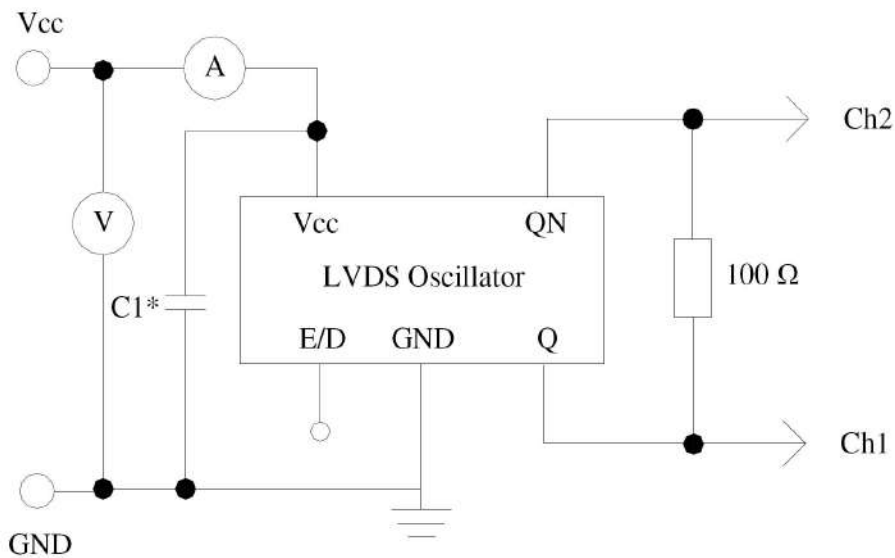 Vcc
A
Ch2
V
Vcc
QN
LVDS Oscillator
100 Ω
C1*
E/D
GND
Q
Ch1
GND